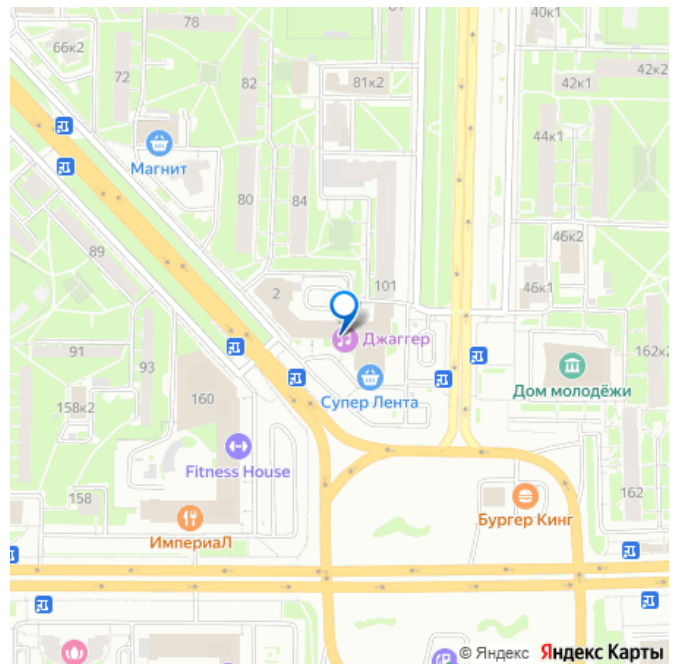 78
40к1
66к2
72
82
81к2
42к1
42к2
44к1
Магнит
80
84
46к2
89
2
101
46к1
Джаггер
91
93
162к2
Дом молодёжи
158к2
160
Супер Лента
Fitness House
158
162
Бургер Кинг
ИмпериаЛ
© Яндекс Яндекс Карты